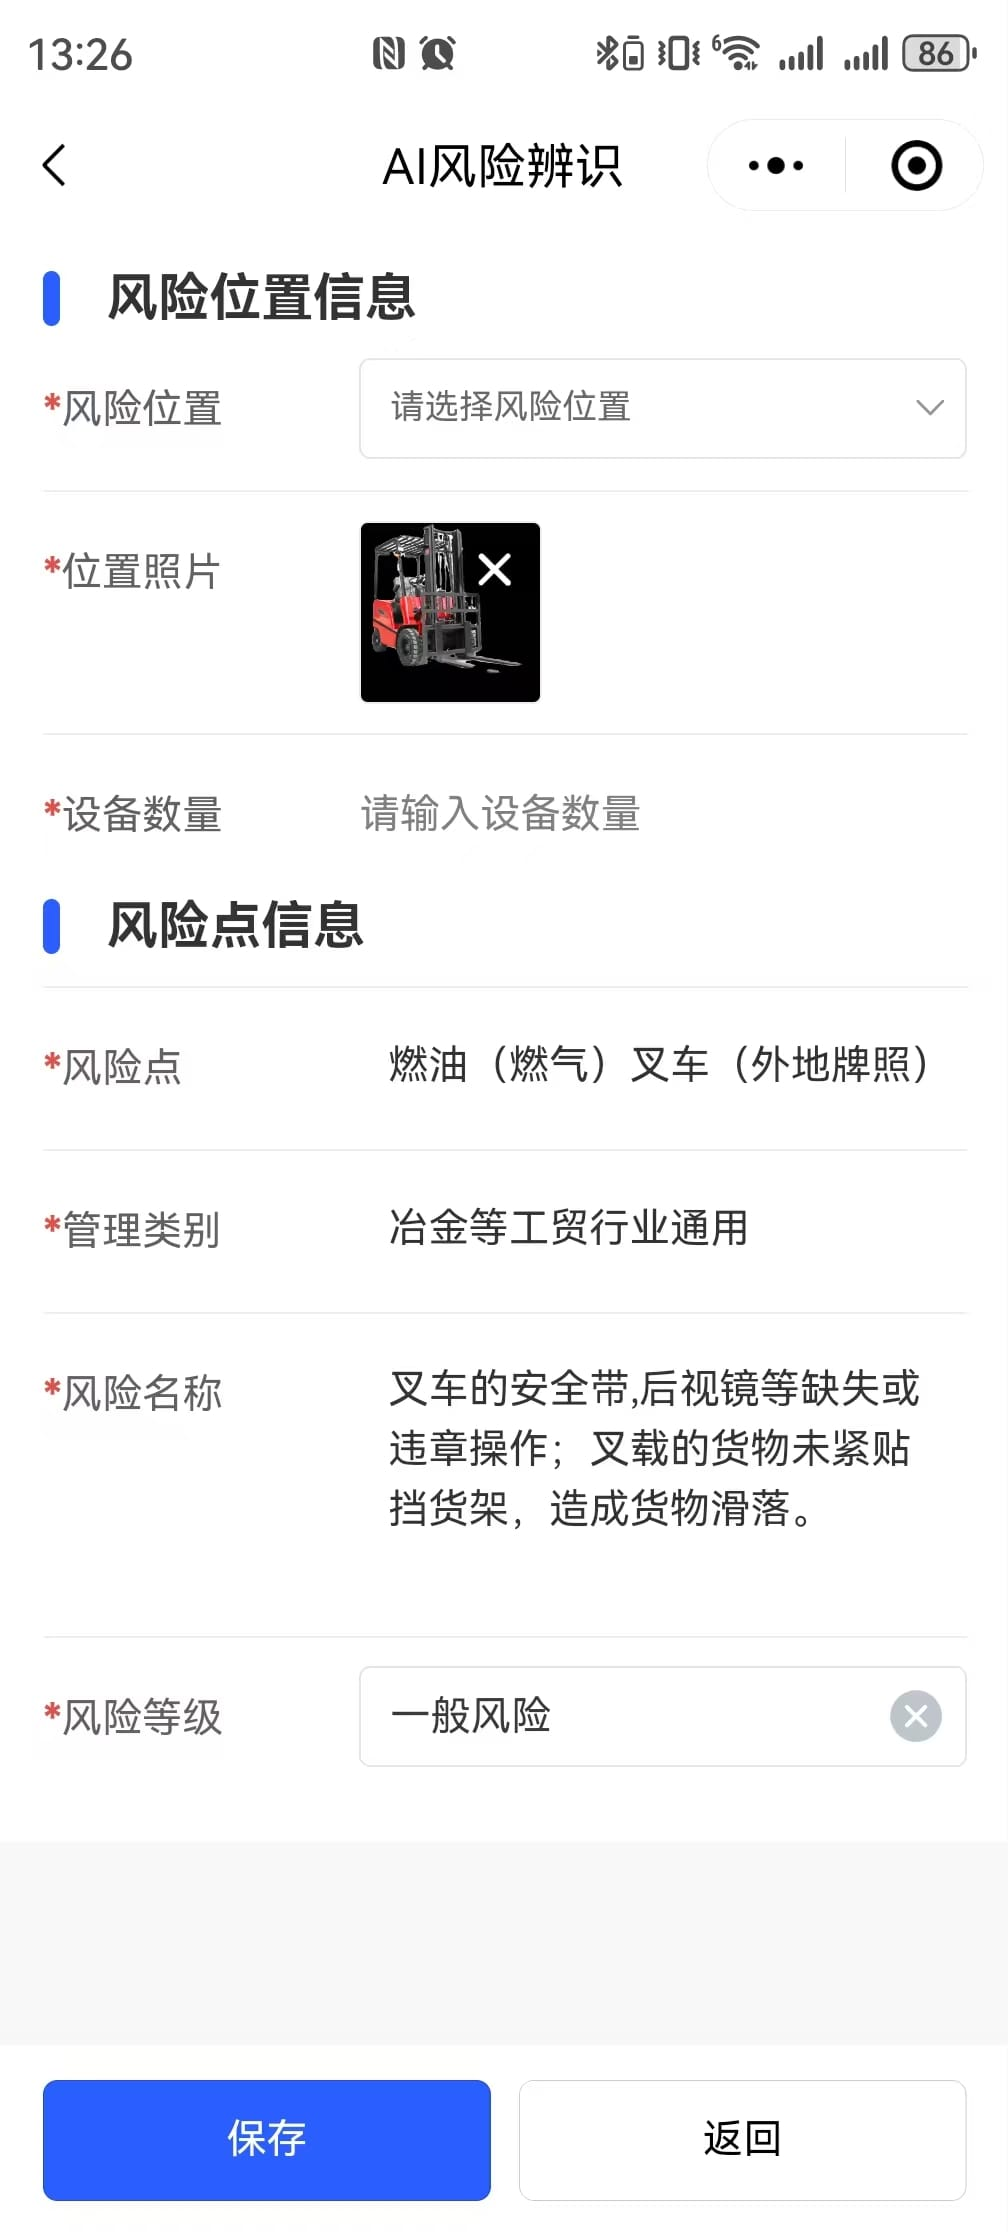 13:26
6
86
AI风险辨识
风险位置信息
*风险位置
请选择风险位置
*位置照片
*设备数量
请输入设备数量
风险点信息
*风险点
燃油（燃气）叉车（外地牌照）
*管理类别
冶金等工贸行业通用
*风险名称
叉车的安全带,后视镜等缺失或
违章操作；叉载的货物未紧贴
挡货架，造成货物滑落。
*风险等级
一般风险
保存
返回